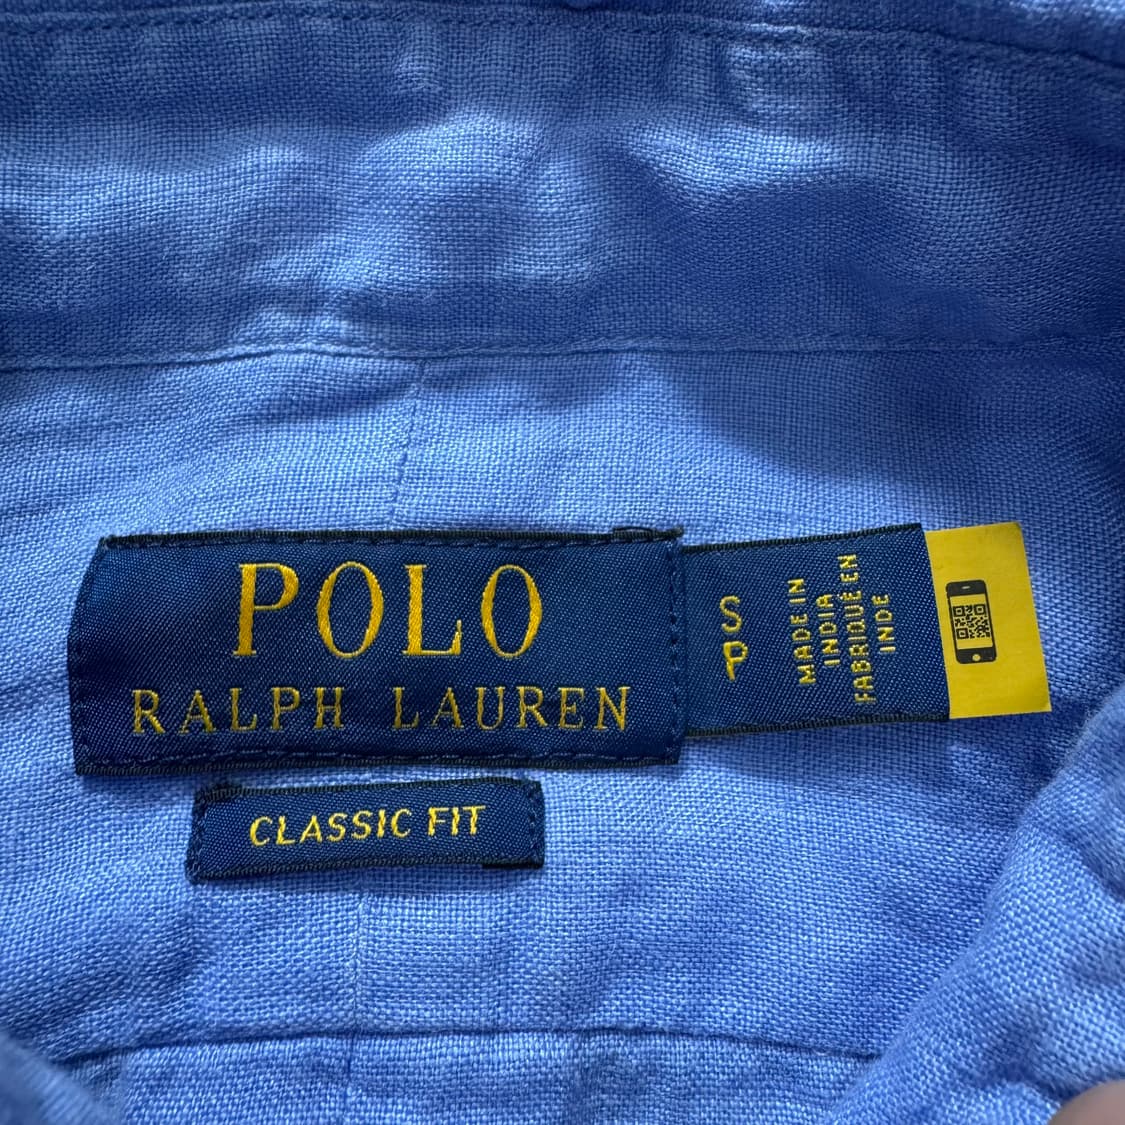 POLO
RALPH LAUREN
CLASSIC FIT
S
P
MADE IN
INDIA
FABRIQUÉ EN
INDE